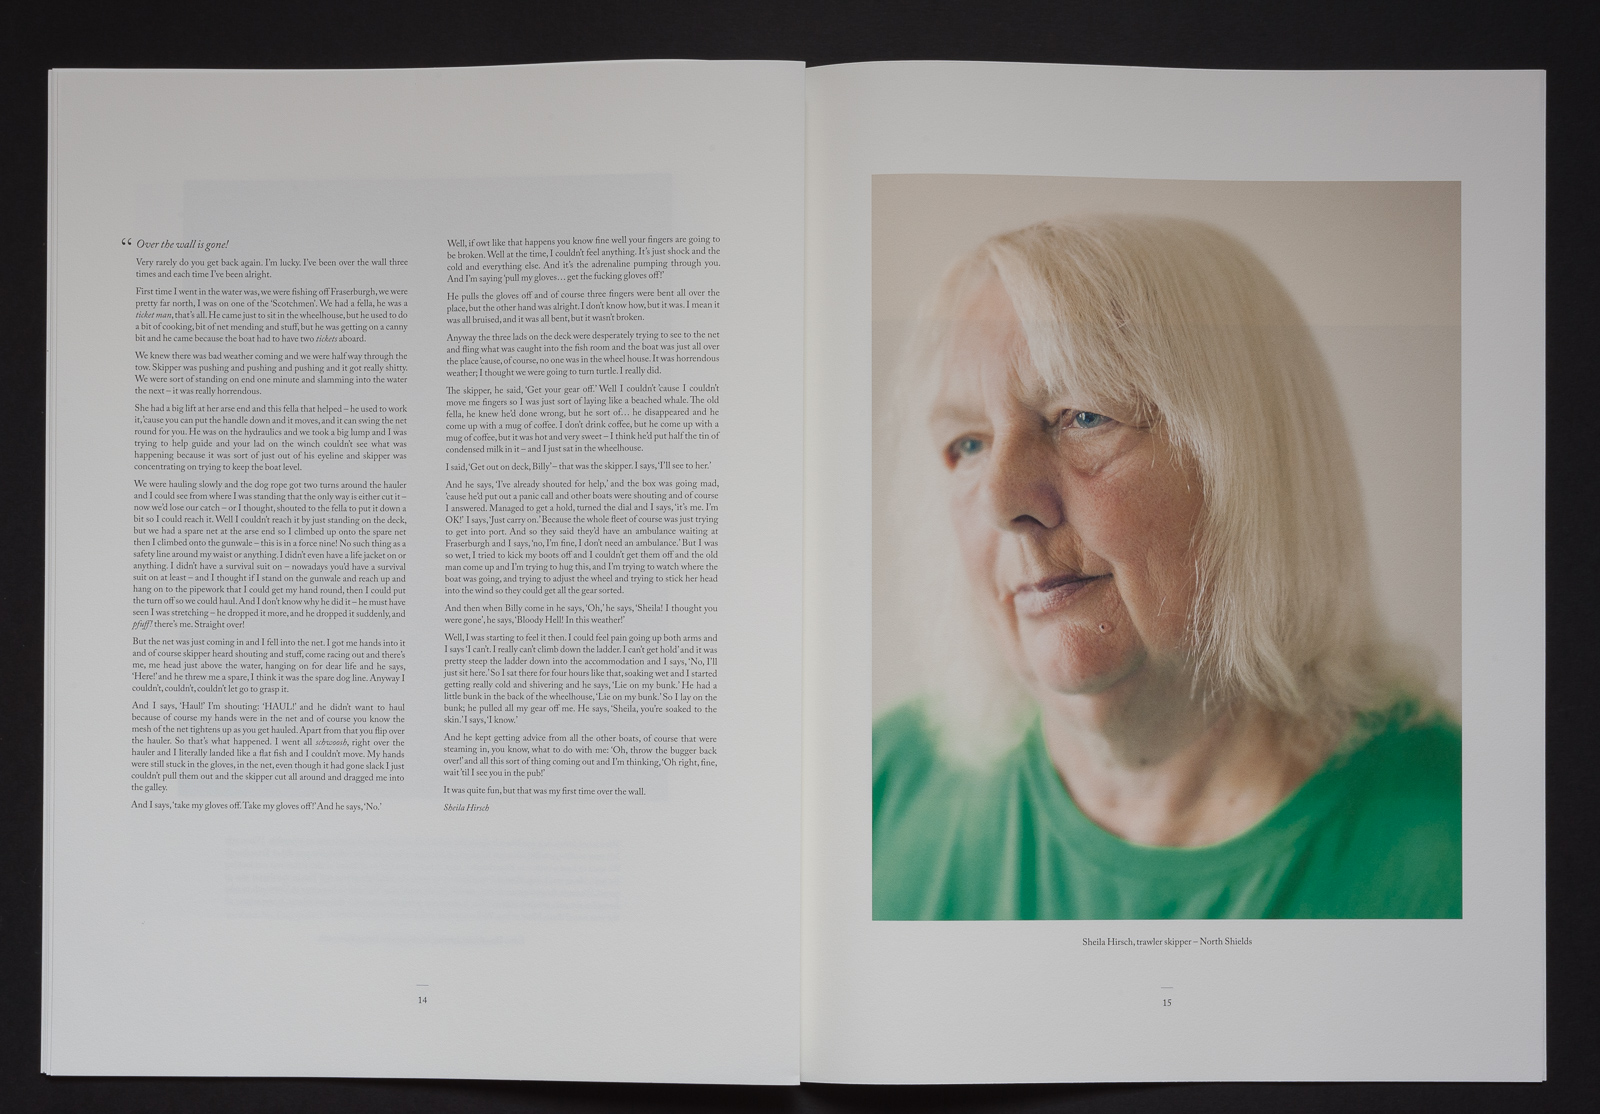 “ Over the wall is gone!
Very rarely do you get back again. I’m lucky. I’ve been over the wall three
times and each time I’ve been alright.
First time I went in the water was, we were fishing off Fraserburgh, we were
pretty far north, I was on one of the ‘Scotchmen’. We had a fella, he was a
ticket man, that’s all. He came just to sit in the wheelhouse, but he used to do
a bit of cooking, bit of net mending and stuff, but he was getting on a canny
bit and he came because the boat had to have two tickets aboard.
We knew there was bad weather coming and we were half way through the
tow. Skipper was pushing and pushing and pushing and it got really shitty.
We were sort of standing on end one minute and slamming into the water
the next – it was really horrendous.
She had a big lift at her arse end and this fella that helped – he used to work
it, ’cause you can put the handle down and it moves, and it can swing the net
round for you. He was on the hydraulics and we took a big lump and I was
trying to help guide and your lad on the winch couldn’t see what was
happening because it was sort of just out of his eyeline and skipper was
concentrating on trying to keep the boat level.
We were hauling slowly and the dog rope got two turns around the hauler
and I could see from where I was standing that the only way is either cut it –
now we’d lose our catch – or I thought, shouted to the fella to put it down a
bit so I could reach it. Well I couldn’t reach it by just standing on the deck,
but we had a spare net at the arse end so I climbed up onto the spare net
then I climbed onto the gunwale – this is in a force nine! No such thing as a
safety line around my waist or anything. I didn’t even have a life jacket on or
anything. I didn’t have a survival suit on – nowadays you’d have a survival
suit on at least – and I thought if I stand on the gunwale and reach up and
hang on to the pipework that I could get my hand round, then I could put
the turn off so we could haul. And I don’t know why he did it – he must have
seen I was stretching – he dropped it more, and he dropped it suddenly, and
pfuff! there’s me. Straight over!
But the net was just coming in and I fell into the net. I got me hands into it
and of course skipper heard shouting and stuff, come racing out and there’s
me, me head just above the water, hanging on for dear life and he says,
‘Here!’ and he threw me a spare, I think it was the spare dog line. Anyway I
couldn’t, couldn’t, couldn’t let go to grasp it.
And I says, ‘Haul!’ I’m shouting: ‘HAUL!’ and he didn’t want to haul
because of course my hands were in the net and of course you know the
mesh of the net tightens up as you get hauled. Apart from that you flip over
the hauler. So that’s what happened. I went all schwoosh, right over the
hauler and I literally landed like a flat fish and I couldn’t move. My hands
were still stuck in the gloves, in the net, even though it had gone slack I just
couldn’t pull them out and the skipper cut all around and dragged me into
the galley.
And I says, ‘take my gloves off. Take my gloves off!’ And he says, ‘No.’
Well, if owt like that happens you know fine well your fingers are going to
be broken. Well at the time, I couldn’t feel anything. It’s just shock and the
cold and everything else. And it’s the adrenaline pumping through you.
And I’m saying ‘pull my gloves… get the fucking gloves off!’
He pulls the gloves off and of course three fingers were bent all over the
place, but the other hand was alright. I don’t know how, but it was. I mean it
was all bruised, and it was all bent, but it wasn’t broken.
Anyway the three lads on the deck were desperately trying to see to the net
and fling what was caught into the fish room and the boat was just all over
the place ’cause, of course, no one was in the wheel house. It was horrendous
weather; I thought we were going to turn turtle. I really did.
The skipper, he said, ‘Get your gear off.’ Well I couldn’t ’cause I couldn’t
move me fingers so I was just sort of laying like a beached whale. The old
fella, he knew he’d done wrong, but he sort of… he disappeared and he
come up with a mug of coffee. I don’t drink coffee, but he come up with a
mug of coffee, but it was hot and very sweet – I think he’d put half the tin of
condensed milk in it – and I just sat in the wheelhouse.
I said, ‘Get out on deck, Billy’ – that was the skipper. I says, ‘I’ll see to her.’
And he says, ‘I’ve already shouted for help,’ and the box was going mad,
’cause he’d put out a panic call and other boats were shouting and of course
I answered. Managed to get a hold, turned the dial and I says, ‘it’s me. I’m
OK!’ I says, ‘Just carry on.’ Because the whole fleet of course was just trying
to get into port. And so they said they’d have an ambulance waiting at
Fraserburgh and I says, ‘no, I’m fine, I don’t need an ambulance.’ But I was
so wet, I tried to kick my boots off and I couldn’t get them off and the old
man come up and I’m trying to hug this, and I’m trying to watch where the
boat was going, and trying to adjust the wheel and trying to stick her head
into the wind so they could get all the gear sorted.
And then when Billy come in he says, ‘Oh,’ he says, ‘Sheila! I thought you
were gone’, he says, ‘Bloody Hell! In this weather!’
Well, I was starting to feel it then. I could feel pain going up both arms and
I says ‘I can’t. I really can’t climb down the ladder. I can’t get hold’ and it was
pretty steep the ladder down into the accommodation and I says, ‘No, I’ll
just sit here.’ So I sat there for four hours like that, soaking wet and I started
getting really cold and shivering and he says, ‘Lie on my bunk.’ He had a
little bunk in the back of the wheelhouse, ‘Lie on my bunk.’ So I lay on the
bunk; he pulled all my gear off me. He says, ‘Sheila, you’re soaked to the
skin.’ I says, ‘I know.’
And he kept getting advice from all the other boats, of course that were
steaming in, you know, what to do with me: ‘Oh, throw the bugger back
over!’ and all this sort of thing coming out and I’m thinking, ‘Oh right, fine,
wait ’til I see you in the pub!’
It was quite fun, but that was my first time over the wall.
Sheila Hirsch
14
Sheila Hirsch, trawler skipper – North Shields
15